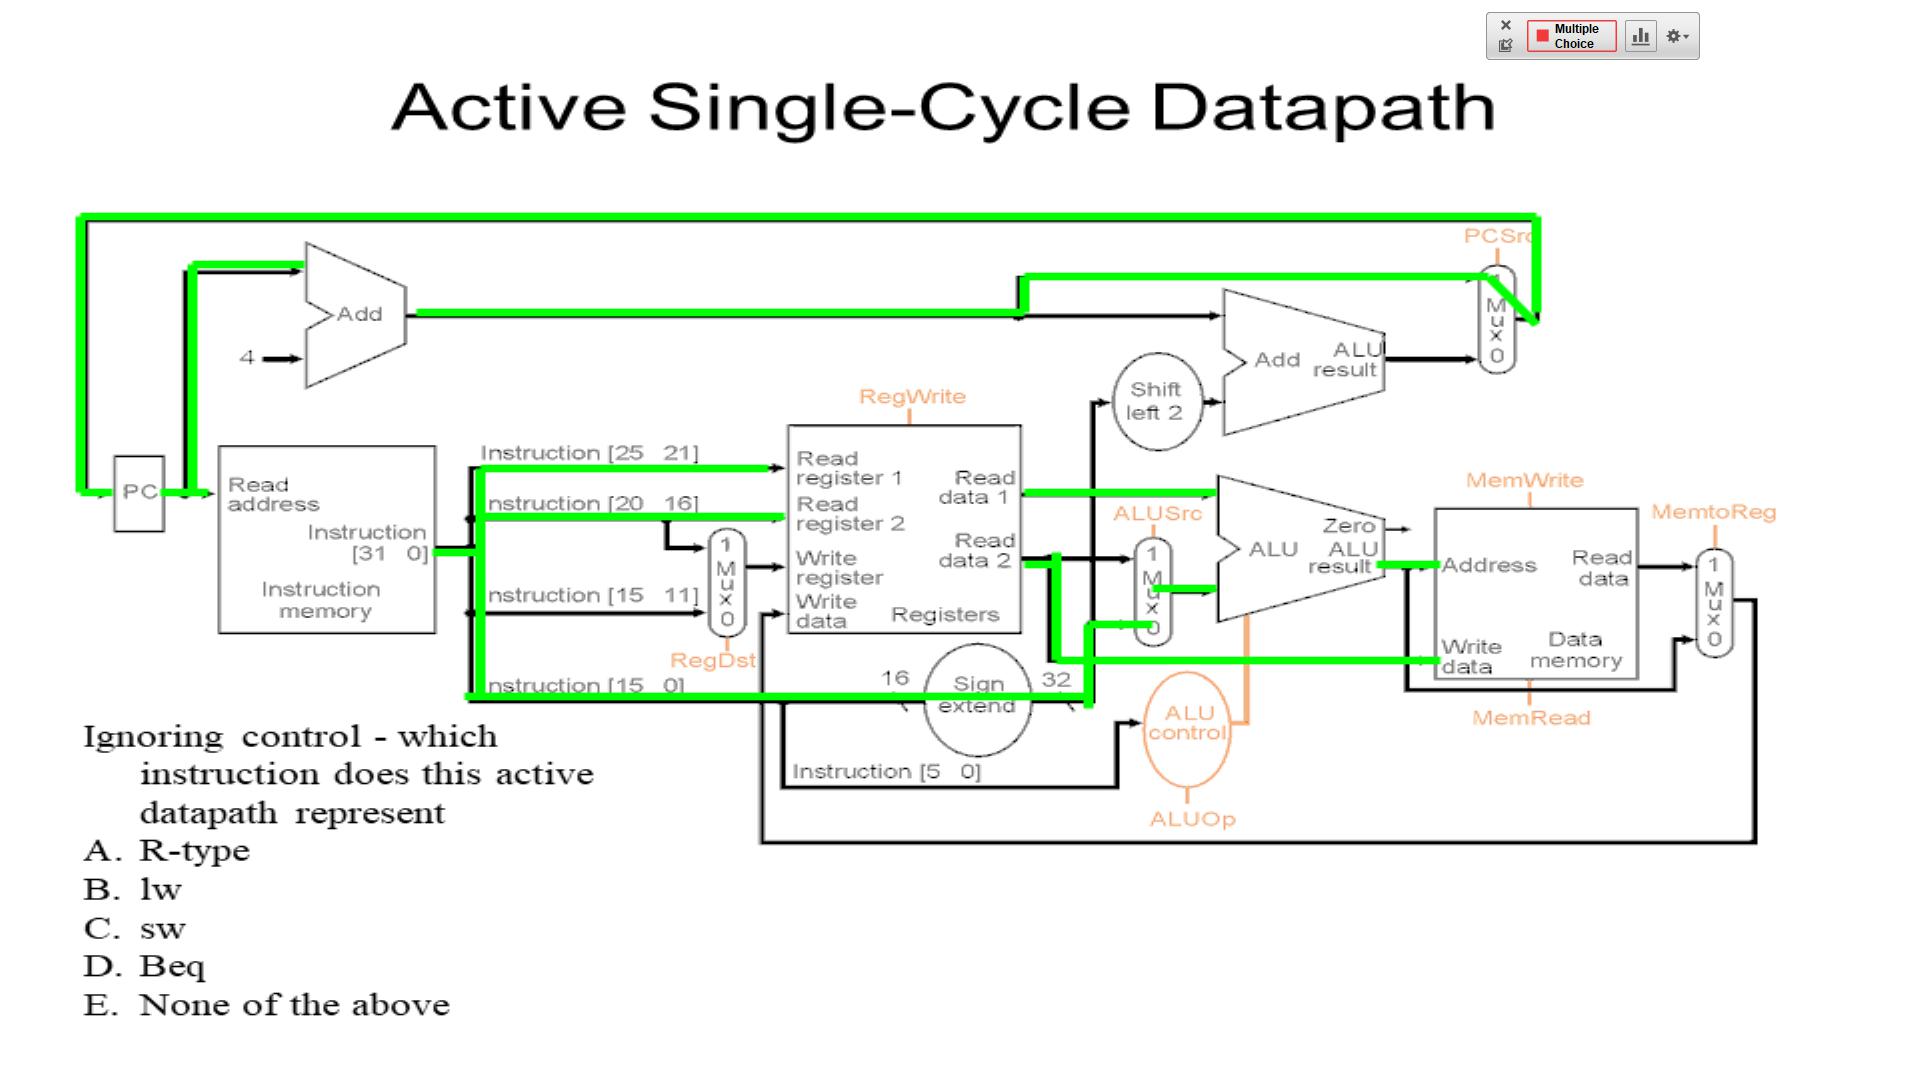 Multiple
Choice
Active Single-Cycle Datapath
PCSrc
1
M
u
x
0
Add
4
Add
ALU
result
Shift
left 2
RegWrite
PC
Read
address
Instruction
[31 0]
Instruction
memory
Instruction [25 21]
nstruction [20 16]
nstruction [15 11]
nstruction [15 0]
1
M
u
x
0
RegDst
Read
register 1
Read
register 2
Write
register
Write
data
Read
data 1
Read
data 2
Registers
16
Sign
extend
32
Instruction [5 0]
ALUSrc
1
M
u
x
0
Zero
ALU
ALU
result
ALU
control
ALUOp
MemWrite
Address
Read
data
Write
data
Data
memory
MemRead
MemtoReg
1
M
u
x
0
Ignoring control - which
instruction does this active
datapath represent
A. R-type
B. lw
C. sw
D. Beq
E. None of the above